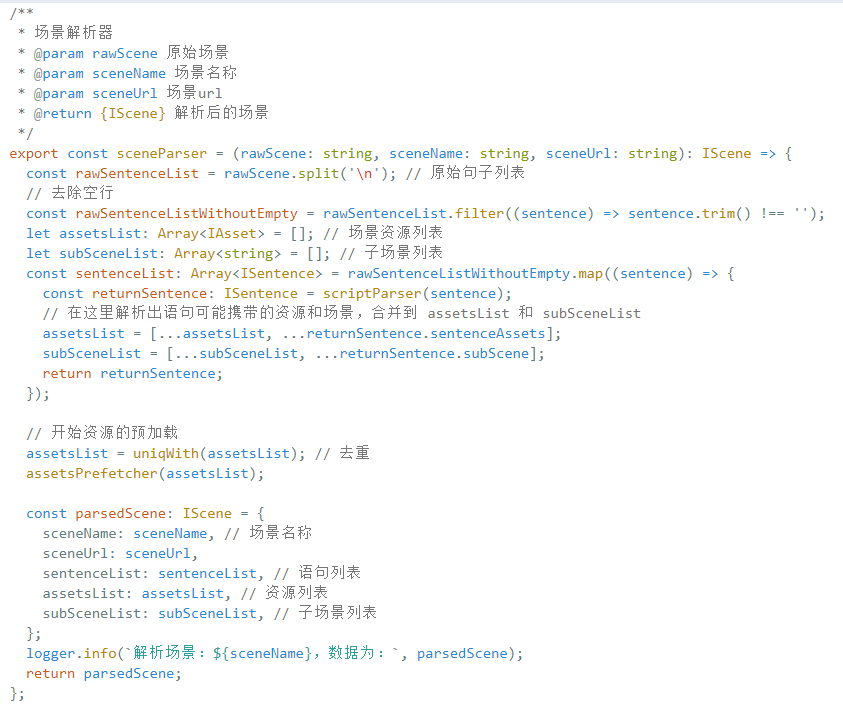 /**
 * 场景解析器
 * @param rawScene 原始场景
 * @param sceneName 场景名称
 * @param sceneUrl 场景url
 * @return {IScene} 解析后的场景
 */
export const sceneParser = (rawScene: string, sceneName: string, sceneUrl: string): IScene => {
  const rawSentenceList = rawScene.split('\n'); // 原始句子列表
  // 去除空行
  const rawSentenceListWithoutEmpty = rawSentenceList.filter((sentence) => sentence.trim() !== '');
  let assetsList: Array<IAsset> = []; // 场景资源列表
  let subSceneList: Array<string> = []; // 子场景列表
  const sentenceList: Array<ISentence> = rawSentenceListWithoutEmpty.map((sentence) => {
    const returnSentence: ISentence = scriptParser(sentence);
    // 在这里解析出语句可能携带的资源和场景，合并到 assetsList 和 subSceneList
    assetsList = [...assetsList, ...returnSentence.sentenceAssets];
    subSceneList = [...subSceneList, ...returnSentence.subScene];
    return returnSentence;
  });

  // 开始资源的预加载
  assetsList = uniqWith(assetsList); // 去重
  assetsPrefetcher(assetsList);

  const parsedScene: IScene = {
    sceneName: sceneName, // 场景名称
    sceneUrl: sceneUrl,
    sentenceList: sentenceList, // 语句列表
    assetsList: assetsList, // 资源列表
    subSceneList: subSceneList, // 子场景列表
  };
  logger.info(`解析场景：${sceneName}，数据为：`, parsedScene);
  return parsedScene;
};